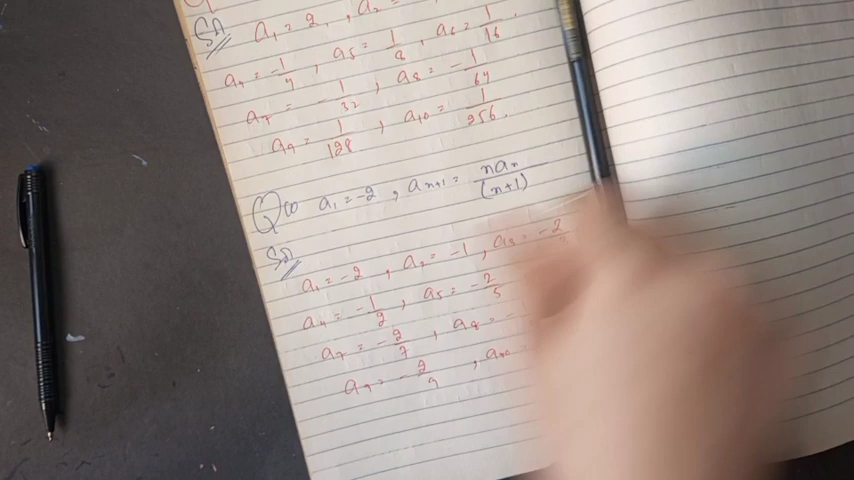 Sol a₁ = 2, , a₂ =
a₄ = -1/4 , a₅ = 1/8 , a₆ = 1/16 .
a₇ = -1/32 , a₈ = -1/64
a₉ = 1/128 , a₁₀ = 1/256 .
Q a₁ = -2 , aₙ₊₁ = naₙ/(n+1)
Sol
a₁ = -2 , a₂ = -1 , a₃ = -2/3
a₄ = -1/2 , a₅ = -2/5
a₇ = -2/7 , a₈ = -
a₉ = -2/9 , a₁₀ =